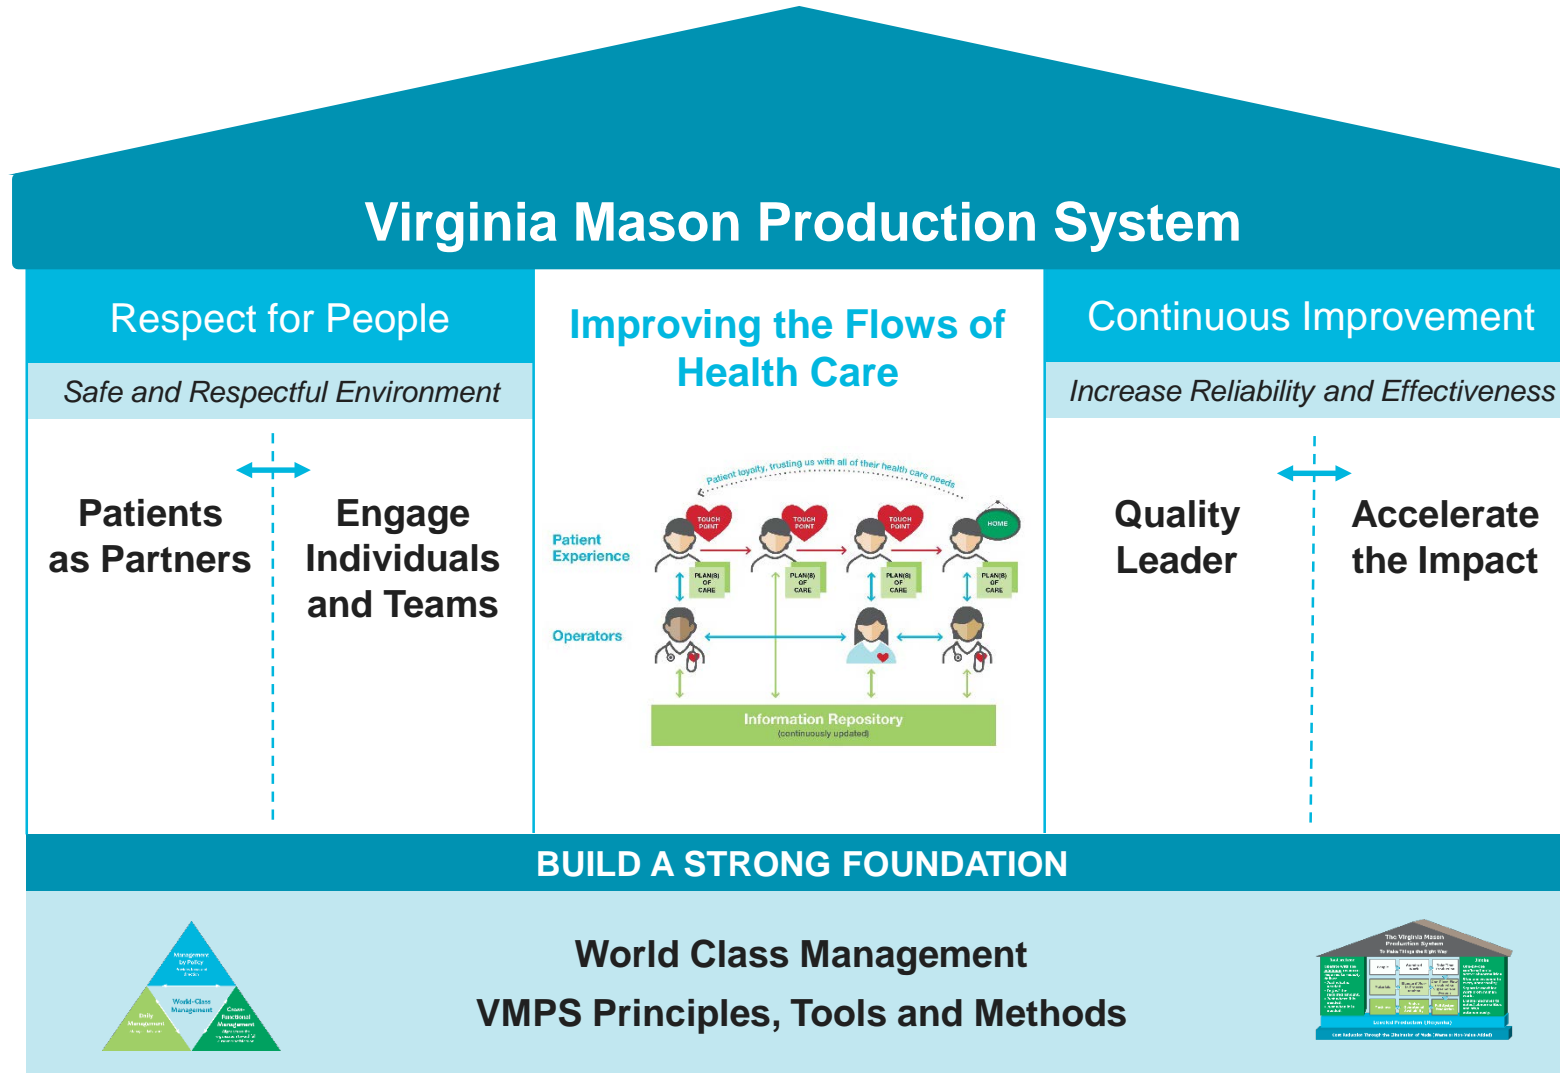 Virginia Mason Production System
Respect for People
Safe and Respectful Environment
Patients
as Partners
Engage
Individuals
and Teams
Improving the Flows of
Health Care
Patient loyalty, trusting us with all of their health care needs
Patient
Experience
TOUCH
POINT
TOUCH
POINT
TOUCH
POINT
HOME
PLAN(S)
OF
CARE
PLAN(S)
OF
CARE
PLAN(S)
OF
CARE
PLAN(S)
OF
CARE
Operators
Information Repository
(continuously updated)
Continuous Improvement
Increase Reliability and Effectiveness
Quality
Leader
Accelerate
the Impact
BUILD A STRONG FOUNDATION
World Class Management
VMPS Principles, Tools and Methods
Management
by Policy
World-Class
Management
Daily
Management
Cross-
Functional
Management
The Virginia Mason
Production System